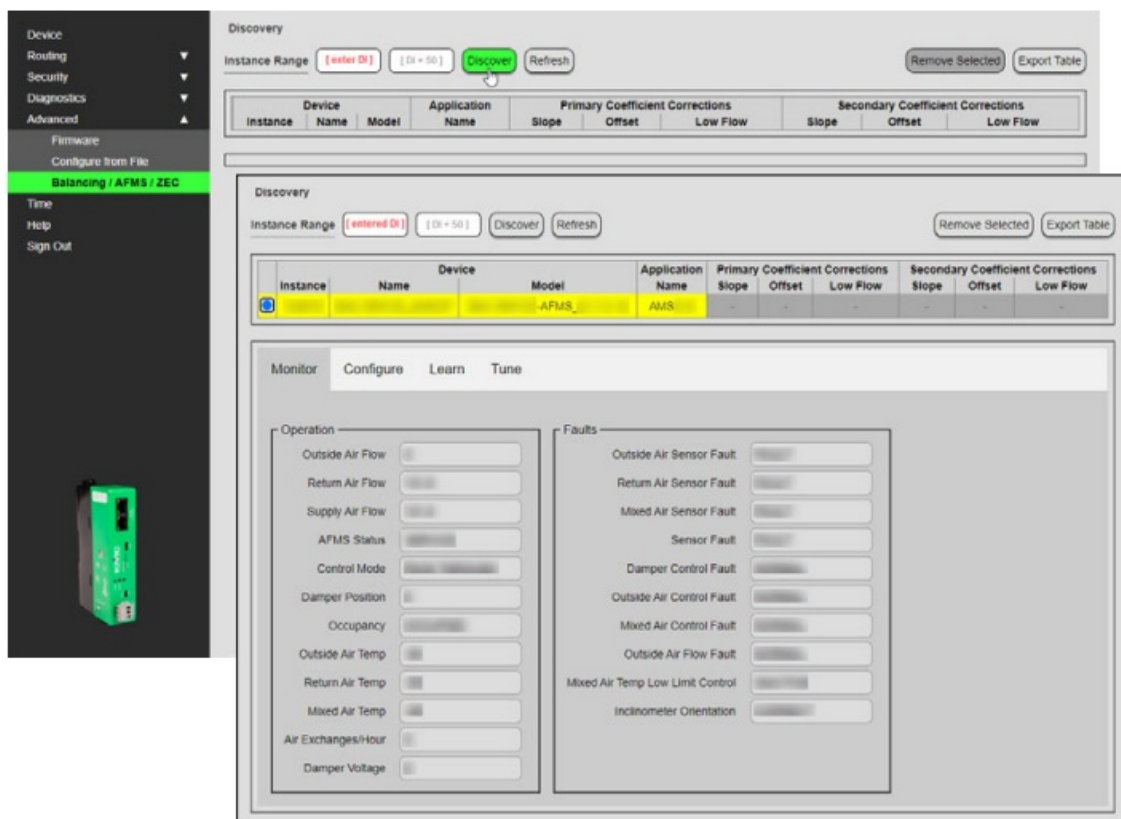 Device
Routing ▼
Security ▼
Diagnostics ▼
Advanced ▲
Firmware
Configure from File
Balancing / AFMS / ZEC
Time
Help
Sign Out
Discovery
Instance Range [ enter DI ] [ DI + 50 ] Discover Refresh Remove Selected Export Table
Device Application Primary Coefficient Corrections Secondary Coefficient Corrections
Instance Name Model Name Slope Offset Low Flow Slope Offset Low Flow
Discovery
Instance Range [ entered DI ] [ DI + 50 ] Discover Refresh Remove Selected Export Table
Device Application Primary Coefficient Corrections Secondary Coefficient Corrections
Instance Name Model Name Slope Offset Low Flow Slope Offset Low Flow
-AFMS_ AMS - - - - - -
Monitor Configure Learn Tune
Operation
Outside Air Flow
Return Air Flow
Supply Air Flow
AFMS Status
Control Mode
Damper Position
Occupancy
Outside Air Temp
Return Air Temp
Mixed Air Temp
Air Exchanges/Hour
Damper Voltage
Faults
Outside Air Sensor Fault
Return Air Sensor Fault
Mixed Air Sensor Fault
Sensor Fault
Damper Control Fault
Outside Air Control Fault
Mixed Air Control Fault
Outside Air Flow Fault
Mixed Air Temp Low Limit Control
Inclinometer Orientation